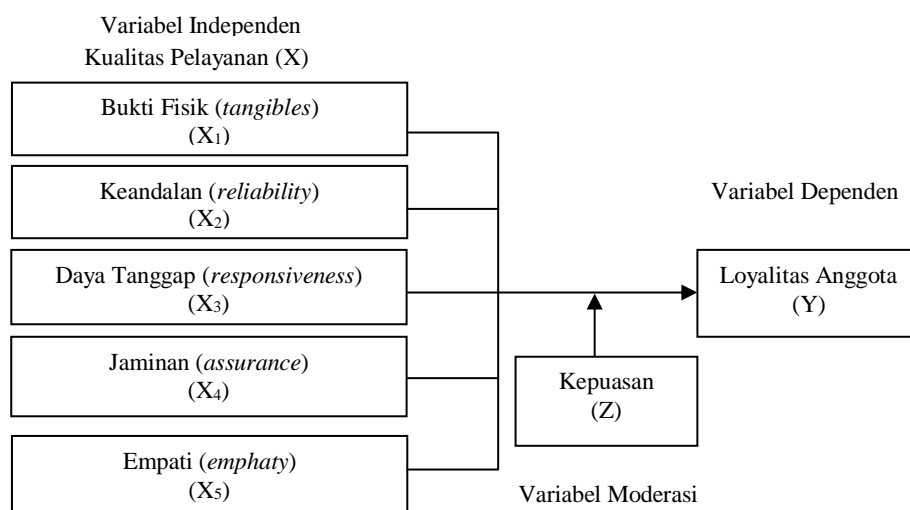 Variabel Independen
Kualitas Pelayanan (X)
Bukti Fisik (tangibles)
(X1)
Keandalan (reliability)
(X2)
Daya Tanggap (responsiveness)
(X3)
Jaminan (assurance)
(X4)
Empati (emphaty)
(X5)
Variabel Dependen
Loyalitas Anggota
(Y)
Kepuasan
(Z)
Variabel Moderasi